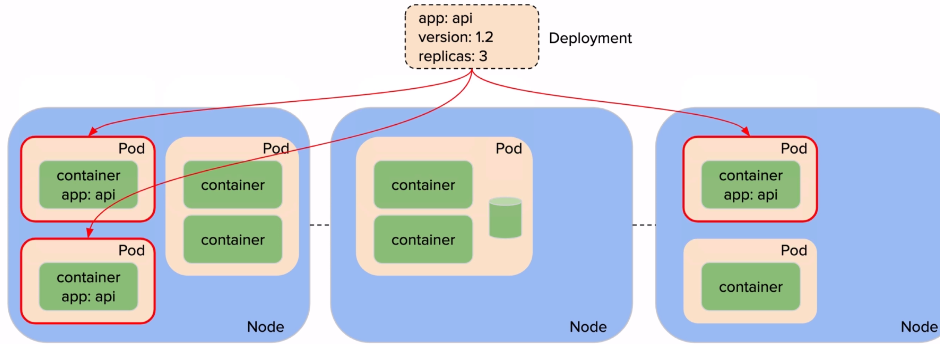 app: api
version: 1.2
replicas: 3
Deployment
Pod
container
app: api
Pod
container
container
Pod
container
app: api
Node
Pod
container
container
Node
Pod
container
app: api
Pod
container
Node